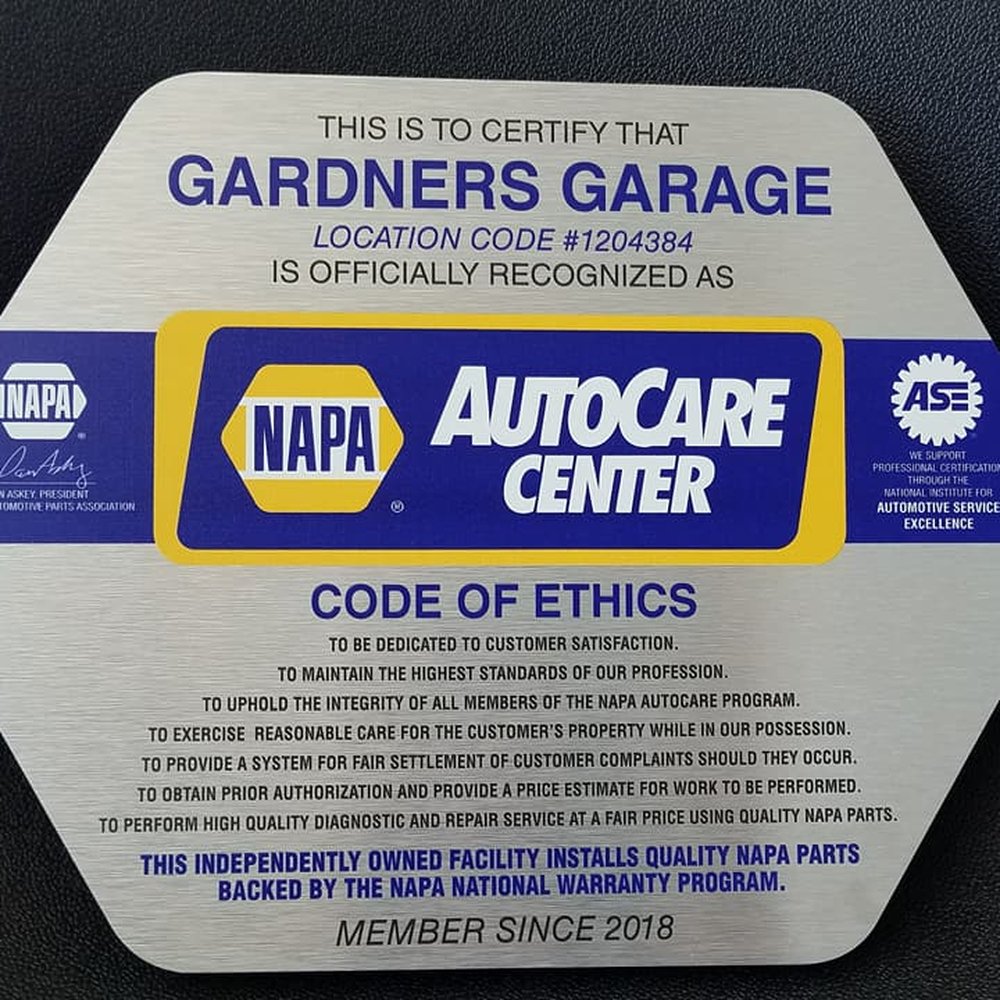 THIS IS TO CERTIFY THAT
GARDNERS GARAGE
LOCATION CODE #1204384
IS OFFICIALLY RECOGNIZED AS
NAPA
®
ASKEY, PRESIDENT
AUTOMOTIVE PARTS ASSOCIATION
NAPA
®
AUTOCARE
CENTER
ASE
WE SUPPORT
PROFESSIONAL CERTIFICATION
THROUGH THE
NATIONAL INSTITUTE FOR
AUTOMOTIVE SERVICE
EXCELLENCE
CODE OF ETHICS
TO BE DEDICATED TO CUSTOMER SATISFACTION.
TO MAINTAIN THE HIGHEST STANDARDS OF OUR PROFESSION.
TO UPHOLD THE INTEGRITY OF ALL MEMBERS OF THE NAPA AUTOCARE PROGRAM.
TO EXERCISE REASONABLE CARE FOR THE CUSTOMER'S PROPERTY WHILE IN OUR POSSESSION.
TO PROVIDE A SYSTEM FOR FAIR SETTLEMENT OF CUSTOMER COMPLAINTS SHOULD THEY OCCUR.
TO OBTAIN PRIOR AUTHORIZATION AND PROVIDE A PRICE ESTIMATE FOR WORK TO BE PERFORMED.
TO PERFORM HIGH QUALITY DIAGNOSTIC AND REPAIR SERVICE AT A FAIR PRICE USING QUALITY NAPA PARTS.
THIS INDEPENDENTLY OWNED FACILITY INSTALLS QUALITY NAPA PARTS
BACKED BY THE NAPA NATIONAL WARRANTY PROGRAM.
MEMBER SINCE 2018